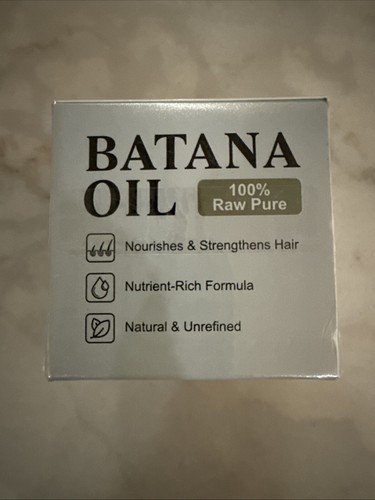 BATANA
OIL
100%
Raw Pure
Nourishes & Strengthens Hair
Nutrient-Rich Formula
Natural & Unrefined